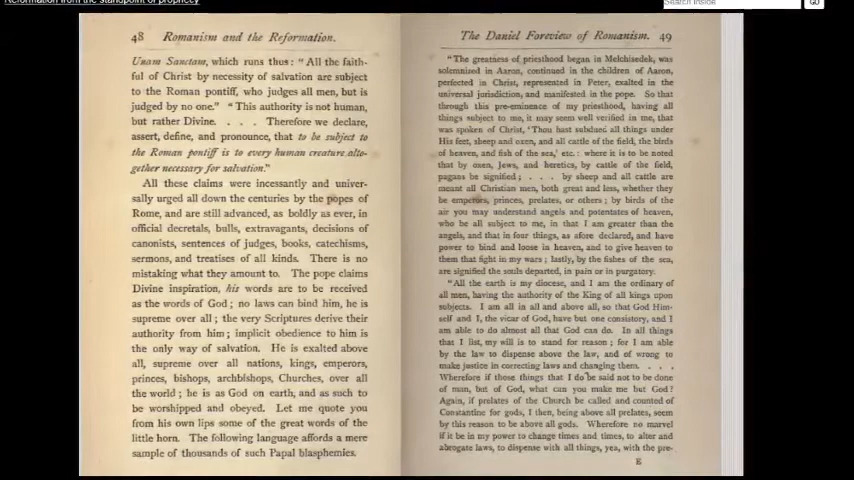 Reformation from the standpoint of prophecy
Search inside
GO
48 Romanism and the Reformation.
Unam Sanctam, which runs thus: "All the faith-
ful of Christ by necessity of salvation are subject
to the Roman pontiff, who judges all men, but is
judged by no one." "This authority is not human,
but rather Divine. . . . Therefore we declare,
assert, define, and pronounce, that to be subject to
the Roman pontiff is to every human creature alto-
gether necessary for salvation."
All these claims were incessantly and univer-
sally urged all down the centuries by the popes of
Rome, and are still advanced, as boldly as ever, in
official decretals, bulls, extravagants, decisions of
canonists, sentences of judges, books, catechisms,
sermons, and treatises of all kinds. There is no
mistaking what they amount to. The pope claims
Divine inspiration, his words are to be received
as the words of God; no laws can bind him, he is
supreme over all; the very Scriptures derive their
authority from him; implicit obedience to him is
the only way of salvation. He is exalted above
all, supreme over all nations, kings, emperors,
princes, bishops, archbishops, Churches, over all
the world; he is as God on earth, and as such to
be worshipped and obeyed. Let me quote you
from his own lips some of the great words of the
little horn. The following language affords a mere
sample of thousands of such Papal blasphemies.
The Daniel Foreview of Romanism. 49
"The greatness of priesthood began in Melchisedek, was
solemnised in Aaron, continued in the children of Aaron,
perfected in Christ, represented in Peter, exalted in the
universal jurisdiction, and manifested in the pope. So that
through this pre-eminence of my priesthood, having all
things subject to me, it may seem well verified in me, that
was spoken of Christ, 'Thou hast subdued all things under
His feet, sheep and oxen, and all cattle of the field, the birds
of heaven, and fish of the sea,' etc.: where it is to be noted
that by oxen, Jews, and heretics, by cattle of the field,
pagans be signified; . . . by sheep and all cattle are
meant all Christian men, both great and less, whether they
be emperors, princes, prelates, or others; by birds of the
air you may understand angels and potentates of heaven,
who be all subject to me, in that I am greater than the
angels, and that in four things, as afore declared, and have
power to bind and loose in heaven, and to give heaven to
them that fight in my wars; lastly, by the fishes of the sea,
are signified the souls departed, in pain or in purgatory.
"All the earth is my diocese, and I am the ordinary of
all men, having the authority of the King of all kings upon
subjects. I am all in all and above all, so that God Him-
self and I, the vicar of God, have but one consistory, and I
am able to do almost all that God can do. In all things
that I list, my will is to stand for reason; for I am able
by the law to dispense above the law, and of wrong to
make justice in correcting laws and changing them. . . .
Wherefore if those things that I do be said not to be done
of man, but of God, what can you make me but God?
Again, if prelates of the Church be called and counted of
Constantine for gods, I then, being above all prelates, seem
by this reason to be above all gods. Wherefore no marvel
if it be in my power to change times and times, to alter and
abrogate laws, to dispense with all things, yea, with the pre-
E